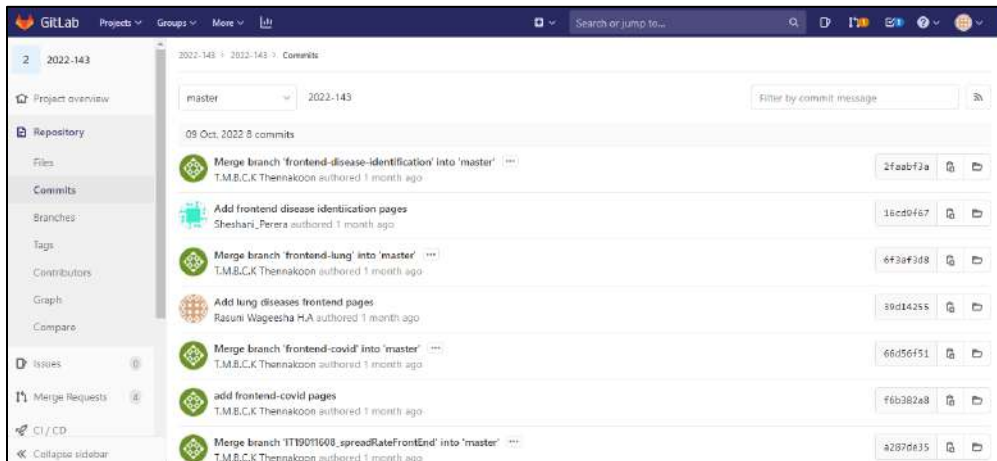 GitLab Projects Groups More Search or jump to...
2 2022-143
2022-143 2022-143 Commits
Project overview
master 2022-143 Filter by commit message
Repository
09 Oct, 2022 8 commits
Files
Merge branch 'frontend-disease-identification' into 'master'
T.M.B.C.K Thennakoon authored 1 month ago
2faabf3a
Commits
Add frontend disease identiication pages
Sheshani_Perera authored 1 month ago
16cd9f67
Branches
Tags
Merge branch 'frontend-lung' into 'master'
T.M.B.C.K Thennakoon authored 1 month ago
6f3af3d8
Contributors
Graph
Add lung diseases frontend pages
Rasuni Wageesha H.A authored 1 month ago
39d14255
Compare
Merge branch 'frontend-covid' into 'master'
T.M.B.C.K Thennakoon authored 1 month ago
66d56f51
Issues 0
Merge Requests 4
add frontend-covid pages
T.M.B.C.K Thennakoon authored 1 month ago
f6b382a8
CI / CD
Merge branch 'IT19011608_spreadRateFrontEnd' into 'master'
T.M.B.C.K Thennakoon authored 1 month ago
a287de35
Collapse sidebar